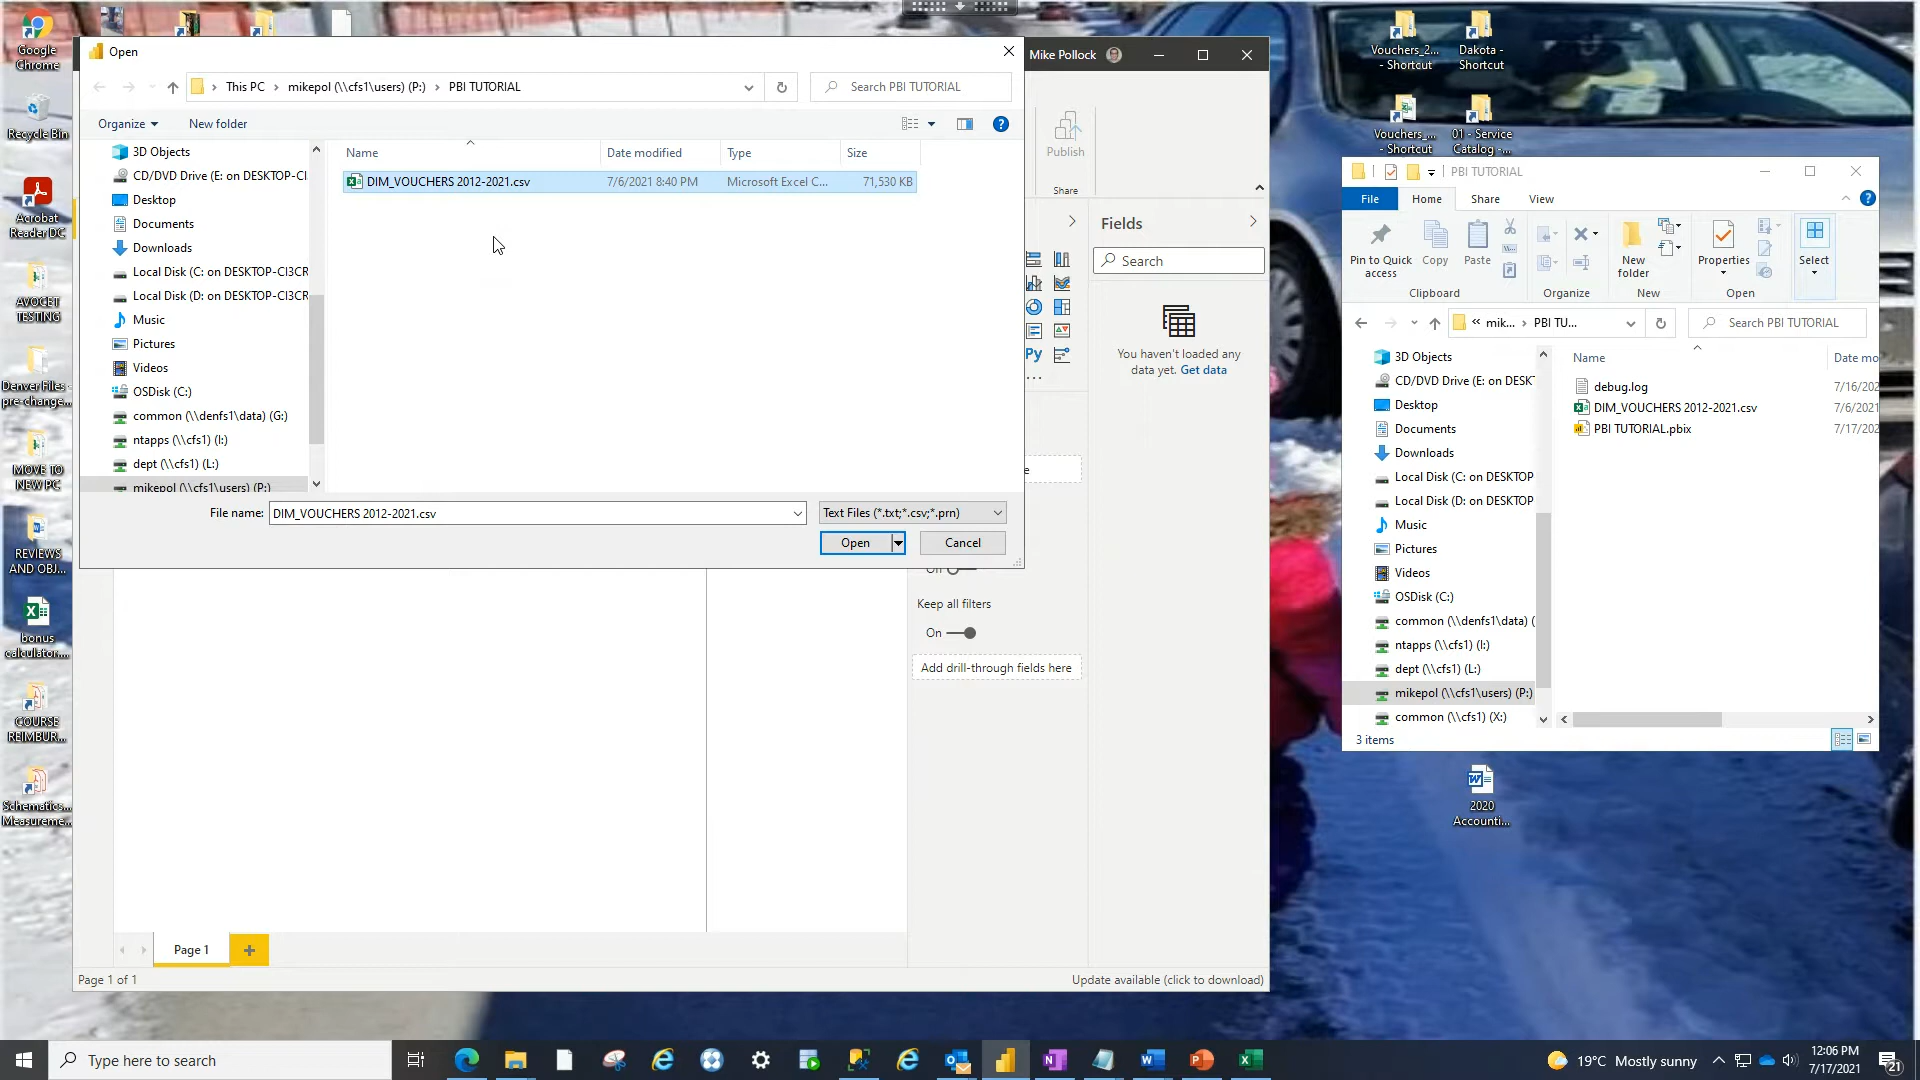 Google
Chrome
Recycle Bin
Acrobat
Reader DC
AVOCET
TESTING
Denver Files -
pre-change...
MOVE TO
NEW PC
REVIEWS
AND OBJ...
bonus
calculator....
COURSE
REIMBUR...
Schematics...
Measureme...
Open
This PC > mikepol (\\cfs1\users) (P:) > PBI TUTORIAL
Search PBI TUTORIAL
Organize
New folder
3D Objects
CD/DVD Drive (E: on DESKTOP-CI
Desktop
Documents
Downloads
Local Disk (C: on DESKTOP-CI3CR
Local Disk (D: on DESKTOP-CI3CR
Music
Pictures
Videos
OSDisk (C:)
common (\\denfs1\data) (G:)
ntapps (\\cfs1) (I:)
dept (\\cfs1) (L:)
mikepol (\\cfs1\users) (P:)
Name Date modified Type Size
DIM_VOUCHERS 2012-2021.csv 7/6/2021 8:40 PM Microsoft Excel C... 71,530 KB
File name: DIM_VOUCHERS 2012-2021.csv
Text Files (*.txt;*.csv;*.prn)
Open
Cancel
Mike Pollock
Publish
Share
Fields
Search
You haven't loaded any
data yet. Get data
Py
Keep all filters
On
Add drill-through fields here
Page 1
Page 1 of 1
Update available (click to download)
Vouchers_2...
- Shortcut
Dakota -
Shortcut
Vouchers_...
- Shortcut
01 - Service
Catalog -...
PBI TUTORIAL
File Home Share View
Pin to Quick
access
Copy
Paste
New
folder
Properties
Select
Clipboard
Organize
New
Open
« mik... > PBI TU...
Search PBI TUTORIAL
3D Objects
CD/DVD Drive (E: on DESKT
Desktop
Documents
Downloads
Local Disk (C: on DESKTOP
Local Disk (D: on DESKTOP
Music
Pictures
Videos
OSDisk (C:)
common (\\denfs1\data) (
ntapps (\\cfs1) (I:)
dept (\\cfs1) (L:)
mikepol (\\cfs1\users) (P:)
common (\\cfs1) (X:)
Name Date mo
debug.log 7/16/202
DIM_VOUCHERS 2012-2021.csv 7/6/2021
PBI TUTORIAL.pbix 7/17/202
3 items
2020
Accounti...
Type here to search
19°C Mostly sunny
12:06 PM
7/17/2021
21